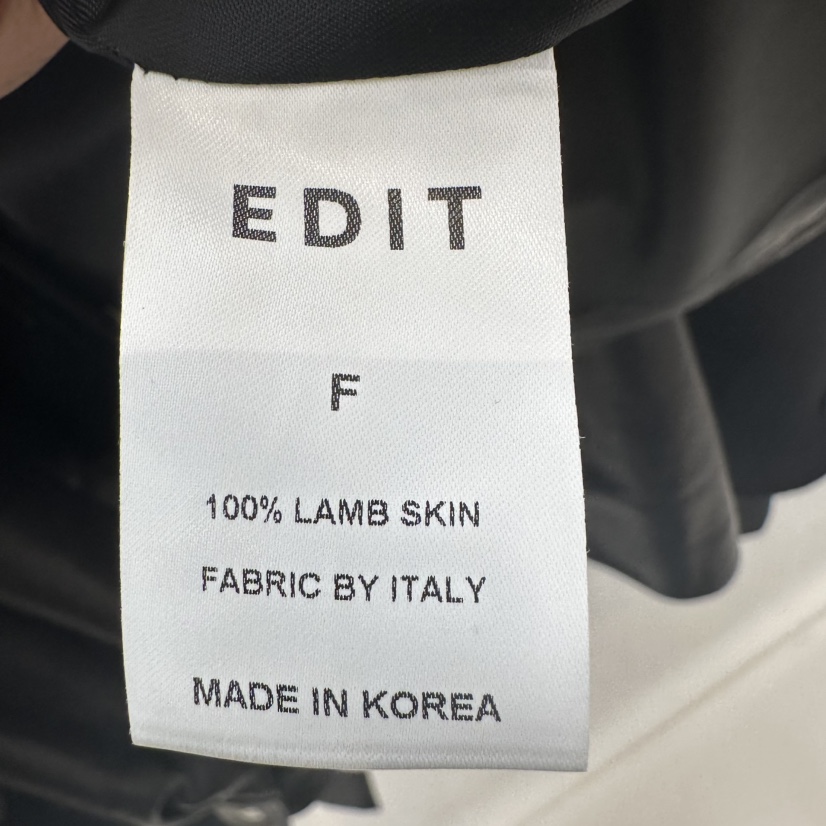 EDIT
F
100% LAMB SKIN
FABRIC BY ITALY
MADE IN KOREA